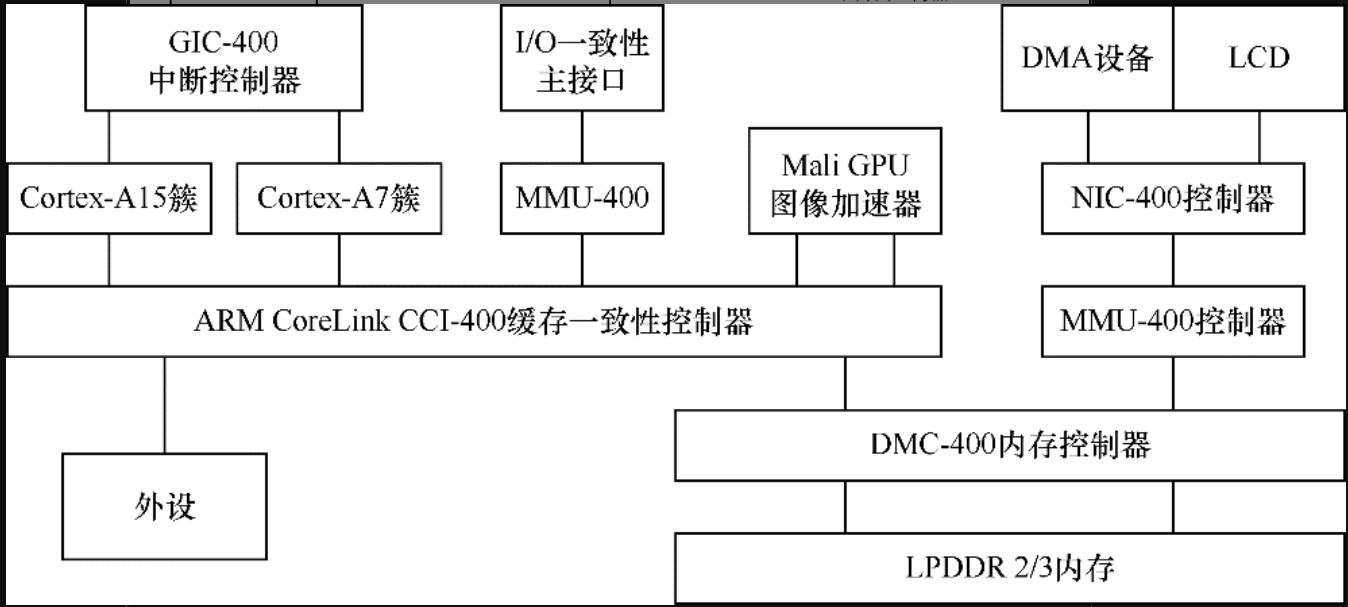 GIC-400
中断控制器
I/O一致性
主接口
DMA设备
LCD
Cortex-A15簇
Cortex-A7簇
MMU-400
Mali GPU
图像加速器
NIC-400控制器
ARM CoreLink CCI-400缓存一致性控制器
MMU-400控制器
DMC-400内存控制器
外设
LPDDR 2/3内存